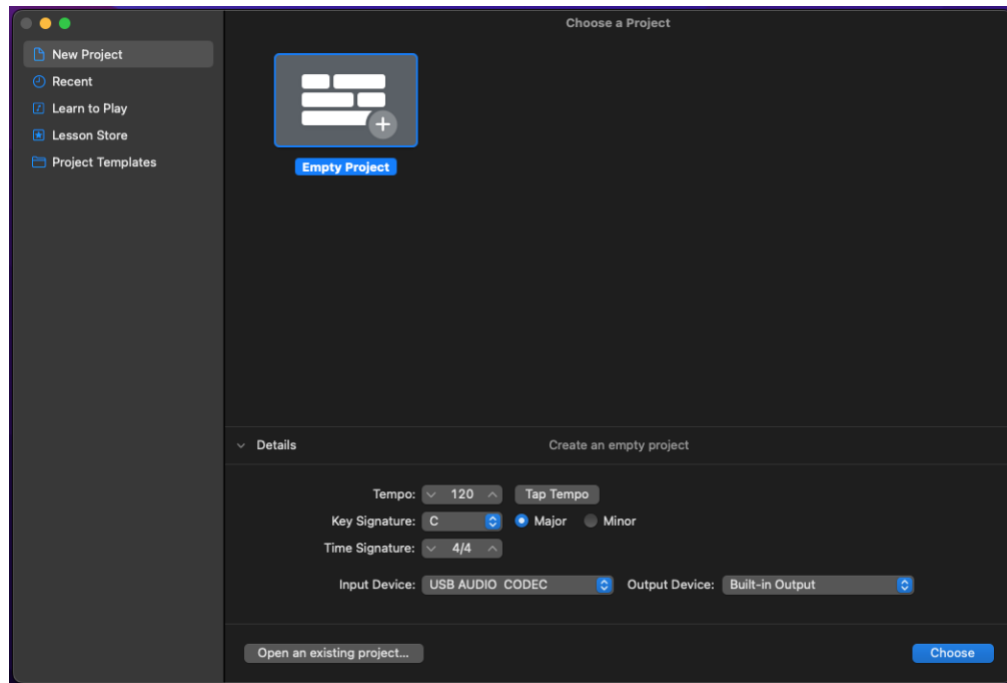 Choose a Project
New Project
Recent
Learn to Play
Lesson Store
Project Templates
Empty Project
Details
Create an empty project
Tempo: 120 Tap Tempo
Key Signature: C Major Minor
Time Signature: 4/4
Input Device: USB AUDIO CODEC Output Device: Built-in Output
Open an existing project... Choose